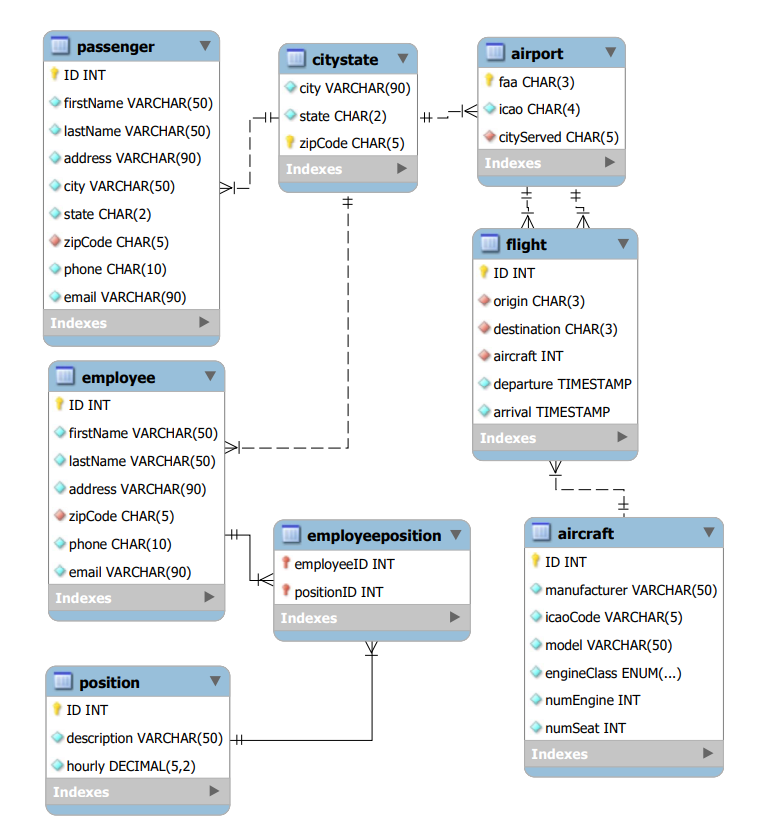 passenger
ID INT
firstName VARCHAR(50)
lastName VARCHAR(50)
address VARCHAR(90)
city VARCHAR(50)
state CHAR(2)
zipCode CHAR(5)
phone CHAR(10)
email VARCHAR(90)
Indexes
citystate
city VARCHAR(90)
state CHAR(2)
zipCode CHAR(5)
Indexes
airport
faa CHAR(3)
icao CHAR(4)
cityServed CHAR(5)
Indexes
flight
ID INT
origin CHAR(3)
destination CHAR(3)
aircraft INT
departure TIMESTAMP
arrival TIMESTAMP
Indexes
employee
ID INT
firstName VARCHAR(50)
lastName VARCHAR(50)
address VARCHAR(90)
zipCode CHAR(5)
phone CHAR(10)
email VARCHAR(90)
Indexes
employeeposition
employeeID INT
positionID INT
Indexes
aircraft
ID INT
manufacturer VARCHAR(50)
icaoCode VARCHAR(5)
model VARCHAR(50)
engineClass ENUM(...)
numEngine INT
numSeat INT
Indexes
position
ID INT
description VARCHAR(50)
hourly DECIMAL(5,2)
Indexes